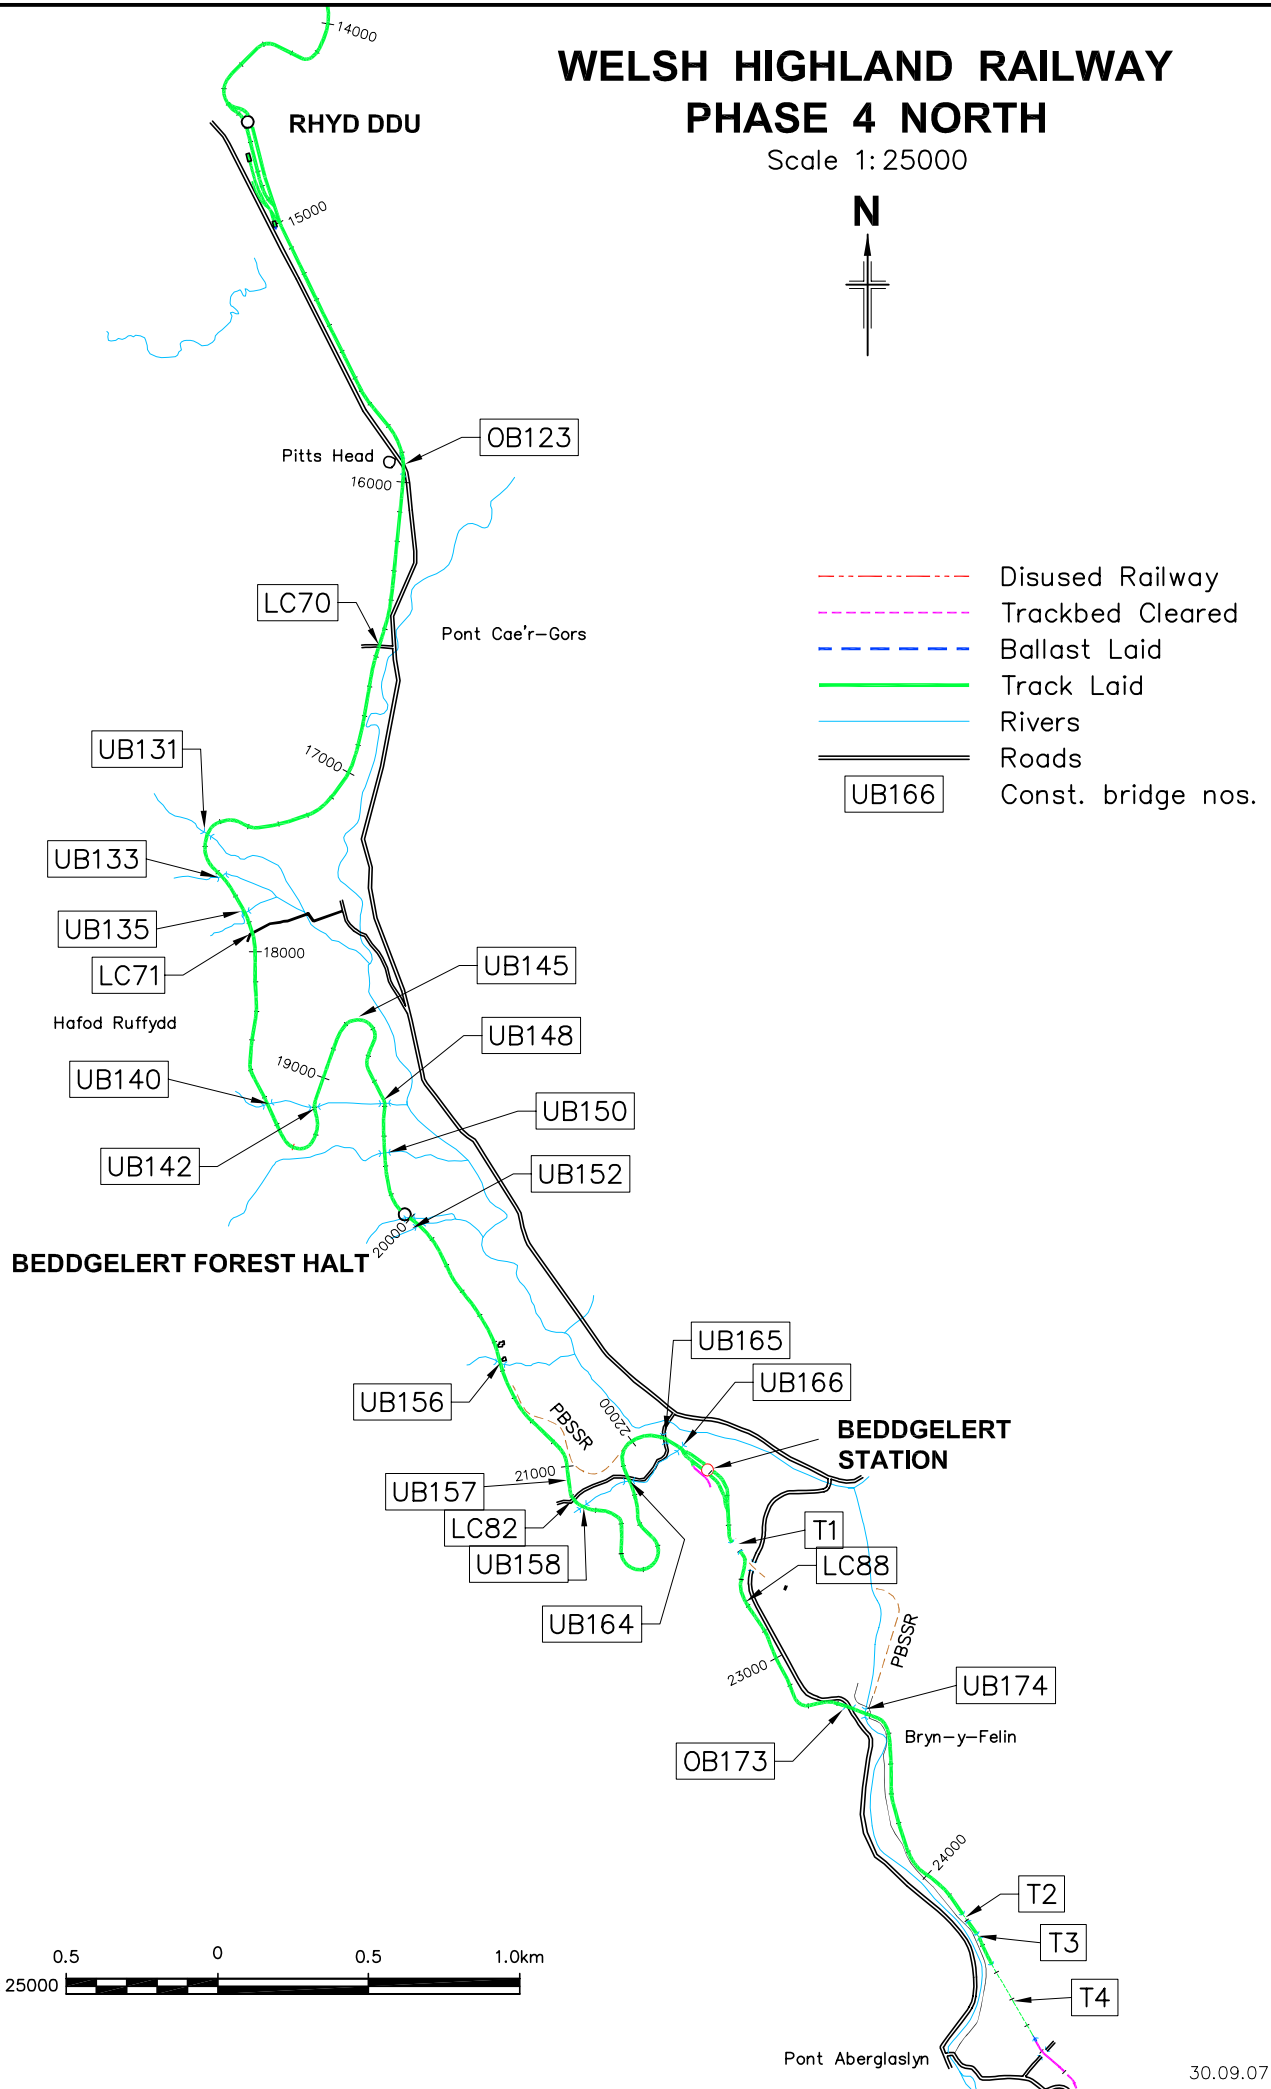 14000
WELSH HIGHLAND RAILWAY
PHASE 4 NORTH
Scale 1:25000
N
RHYD DDU
15000
OB123
Pitts Head
16000
LC70
Pont Cae'r-Gors
Disused Railway
Trackbed Cleared
Ballast Laid
Track Laid
Rivers
Roads
UB166 Const. bridge nos.
UB131
17000
UB133
UB135
LC71
18000
UB145
Hafod Ruffydd
UB148
19000
UB140
UB150
UB142
UB152
20000
BEDDGELERT FOREST HALT
UB165
UB166
UB156
PBSSR
22000
BEDDGELERT
STATION
21000
UB157
LC82
UB158
T1
LC88
UB164
PBSSR
23000
UB174
Bryn-y-Felin
OB173
24000
T2
T3
T4
0.5 0 0.5 1.0km
25000
Pont Aberglaslyn
30.09.07